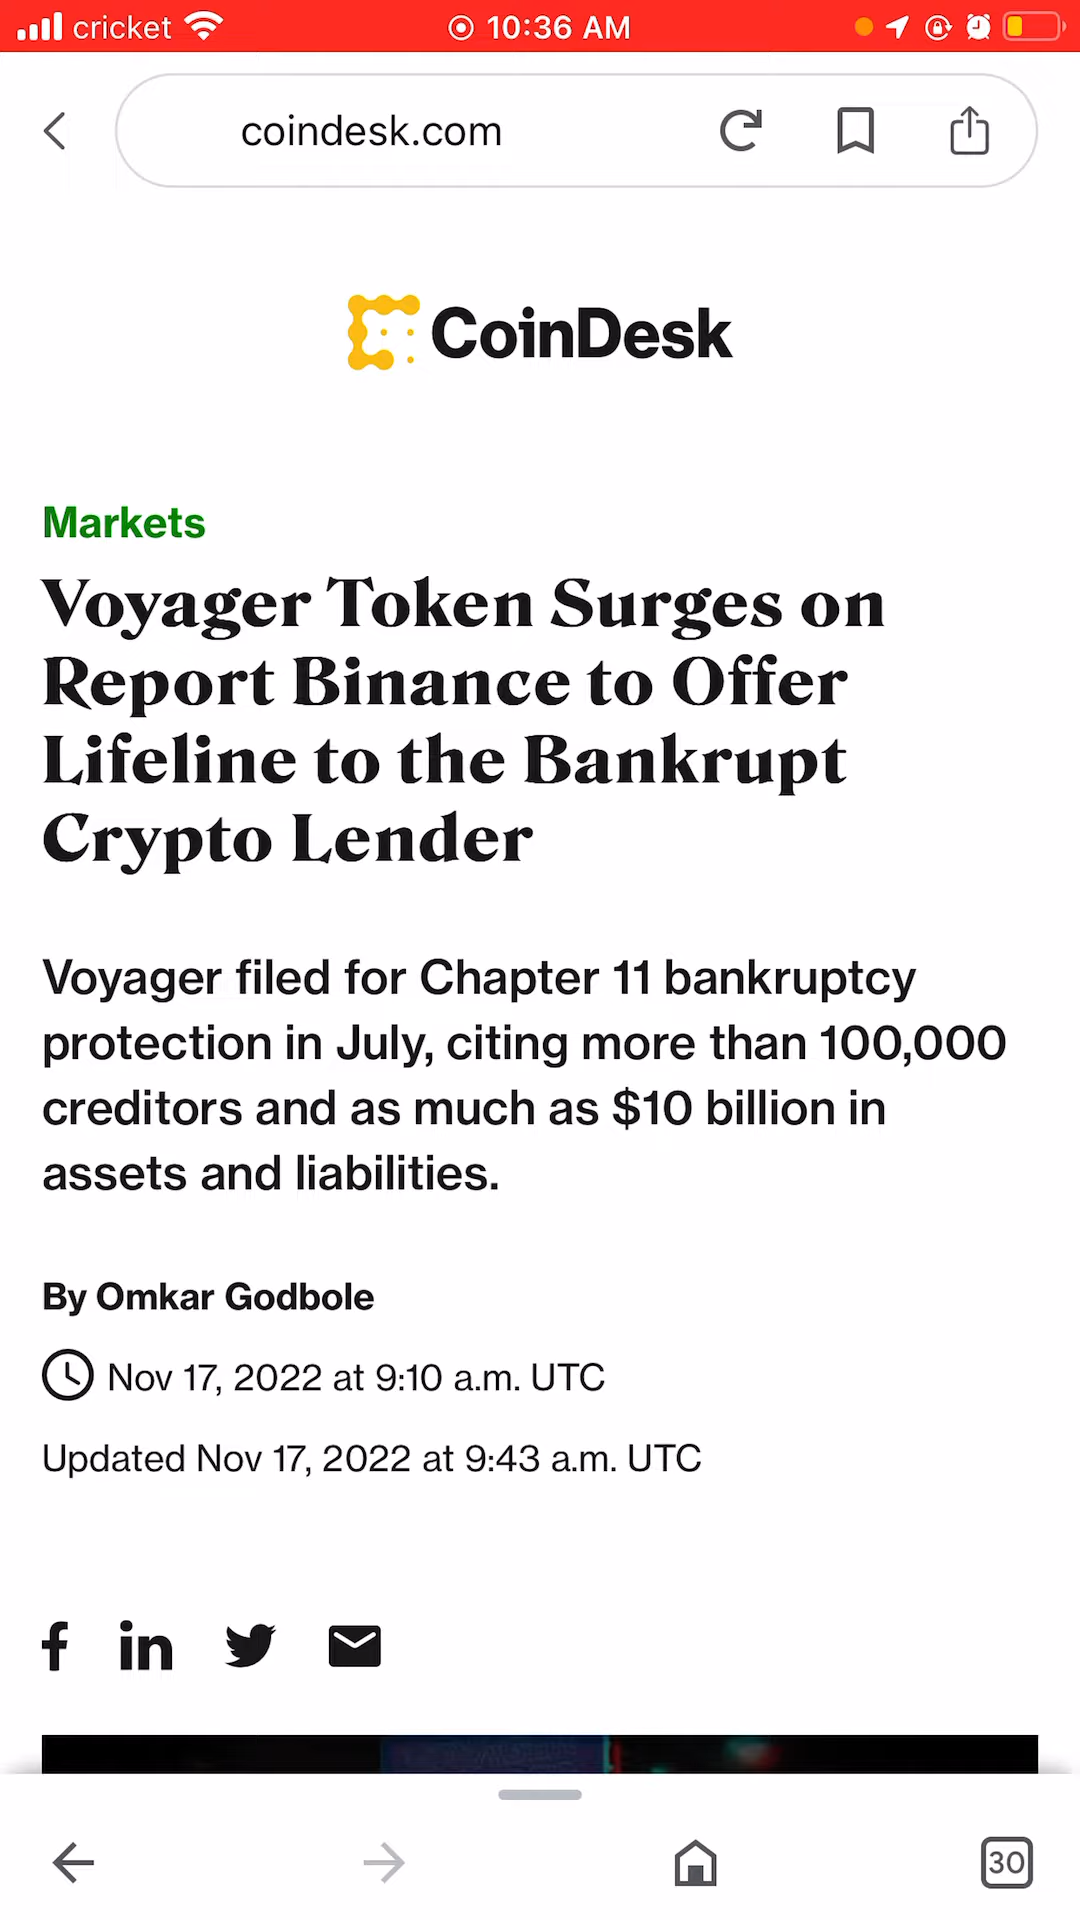 cricket 10:36 AM
coindesk.com
CoinDesk
Markets
Voyager Token Surges on
Report Binance to Offer
Lifeline to the Bankrupt
Crypto Lender
Voyager filed for Chapter 11 bankruptcy
protection in July, citing more than 100,000
creditors and as much as $10 billion in
assets and liabilities.
By Omkar Godbole
Nov 17, 2022 at 9:10 a.m. UTC
Updated Nov 17, 2022 at 9:43 a.m. UTC
f in
30